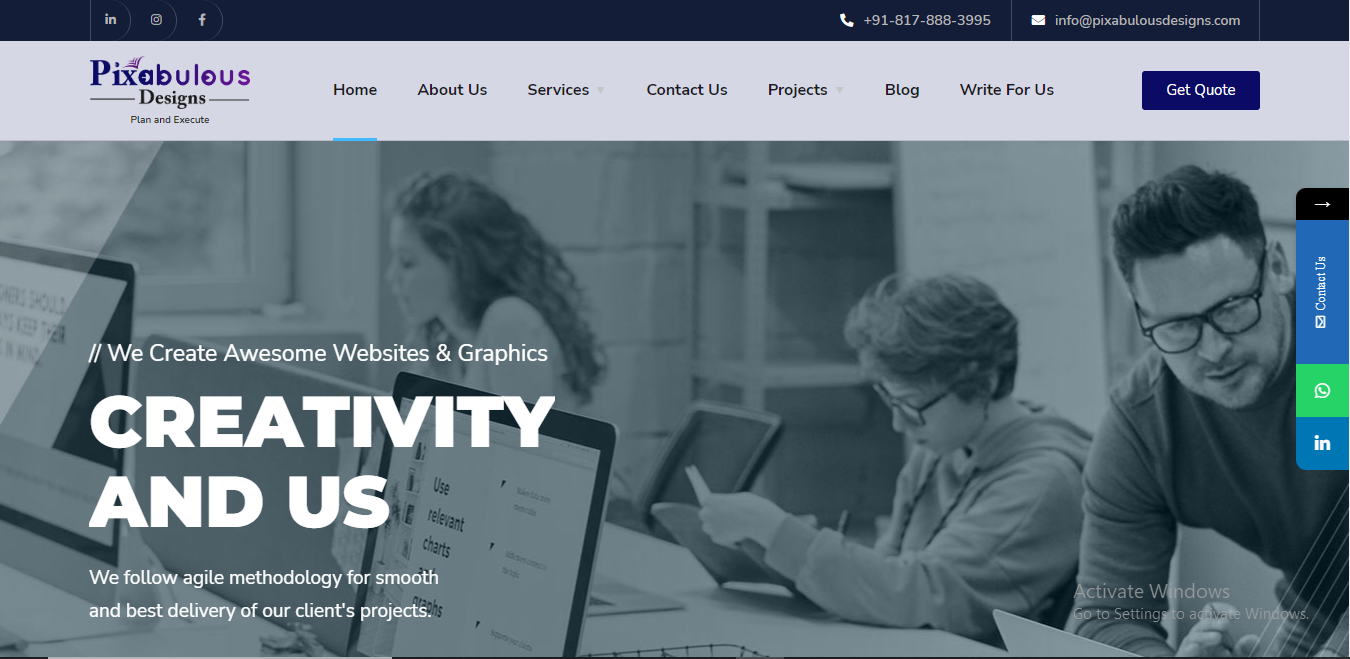 +91-817-888-3995
info@pixabulousdesigns.com
Pixabulous
Designs
Plan and Execute
Home
About Us
Services
Contact Us
Projects
Blog
Write For Us
Get Quote
→
Contact Us
// We Create Awesome Websites & Graphics
CREATIVITY
AND US
We follow agile methodology for smooth
and best delivery of our client's projects.
Use
relevant
charts
and
graphs
Activate Windows
Go to Settings to activate Windows.